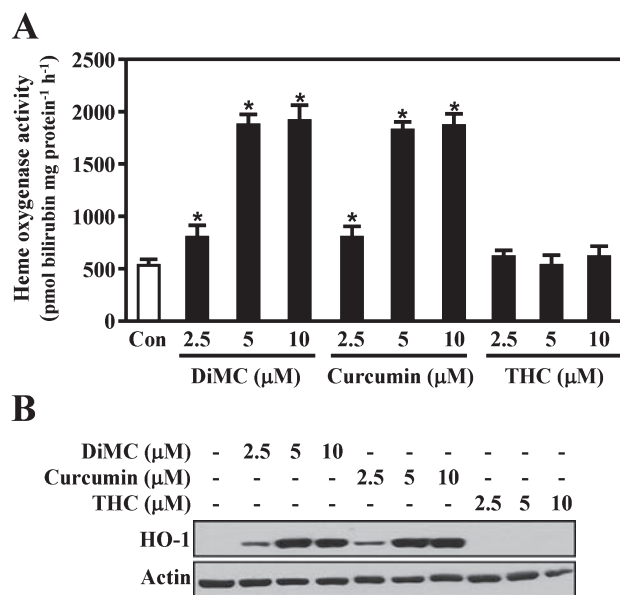 A
Heme oxygenase activity
(pmol bilirubin mg protein⁻¹ h⁻¹)
2500
2000
1500
1000
500
0
* * * * * *
Con 2.5 5 10 2.5 5 10 2.5 5 10
DiMC (μM) Curcumin (μM) THC (μM)
B
DiMC (μM) - 2.5 5 10 - - - - - -
Curcumin (μM) - - - - 2.5 5 10 - - -
THC (μM) - - - - - - - 2.5 5 10
HO-1
Actin